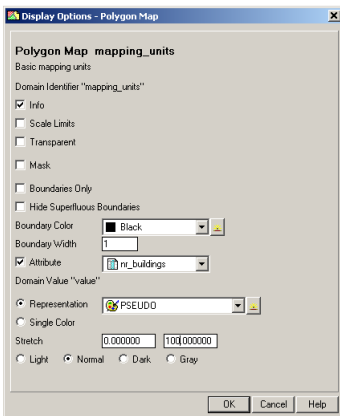 Display Options - Polygon Map
Polygon Map mapping_units
Basic mapping units
Domain Identifier "mapping_units"
Info
Scale Limits
Transparent
Mask
Boundaries Only
Hide Superfluous Boundaries
Boundary Color Black
Boundary Width 1
Attribute nr_buildings
Domain Value "value"
Representation PSEUDO
Single Color
Stretch 0.000000 100.000000
Light Normal Dark Gray
OK Cancel Help